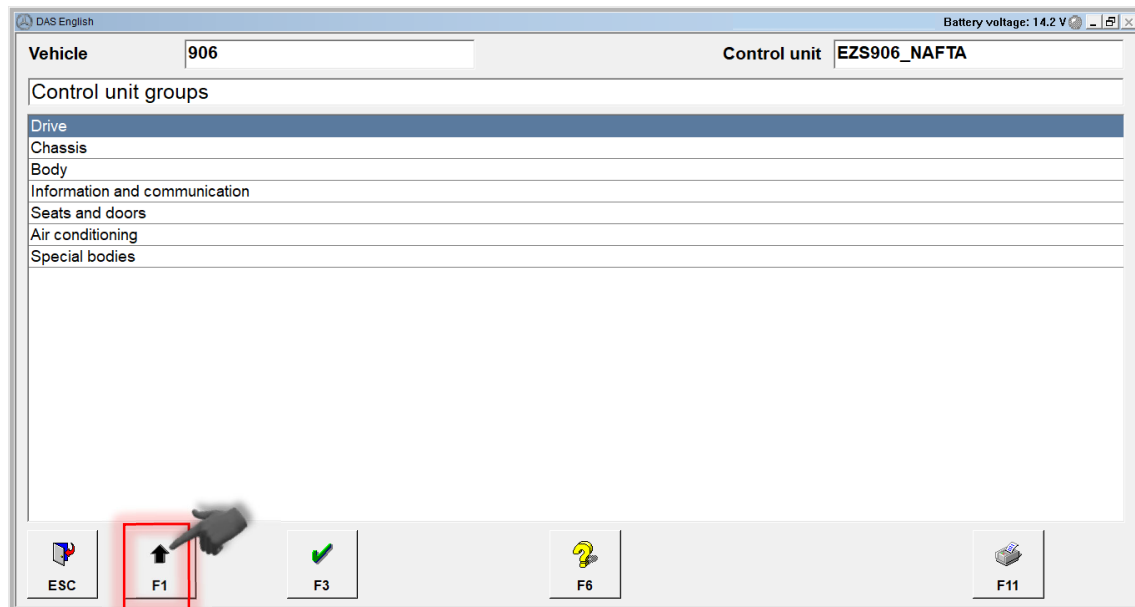 DAS English Battery voltage: 14.2 V
Vehicle 906 Control unit EZS906_NAFTA
Control unit groups
Drive
Chassis
Body
Information and communication
Seats and doors
Air conditioning
Special bodies
ESC F1 F3 F6 F11